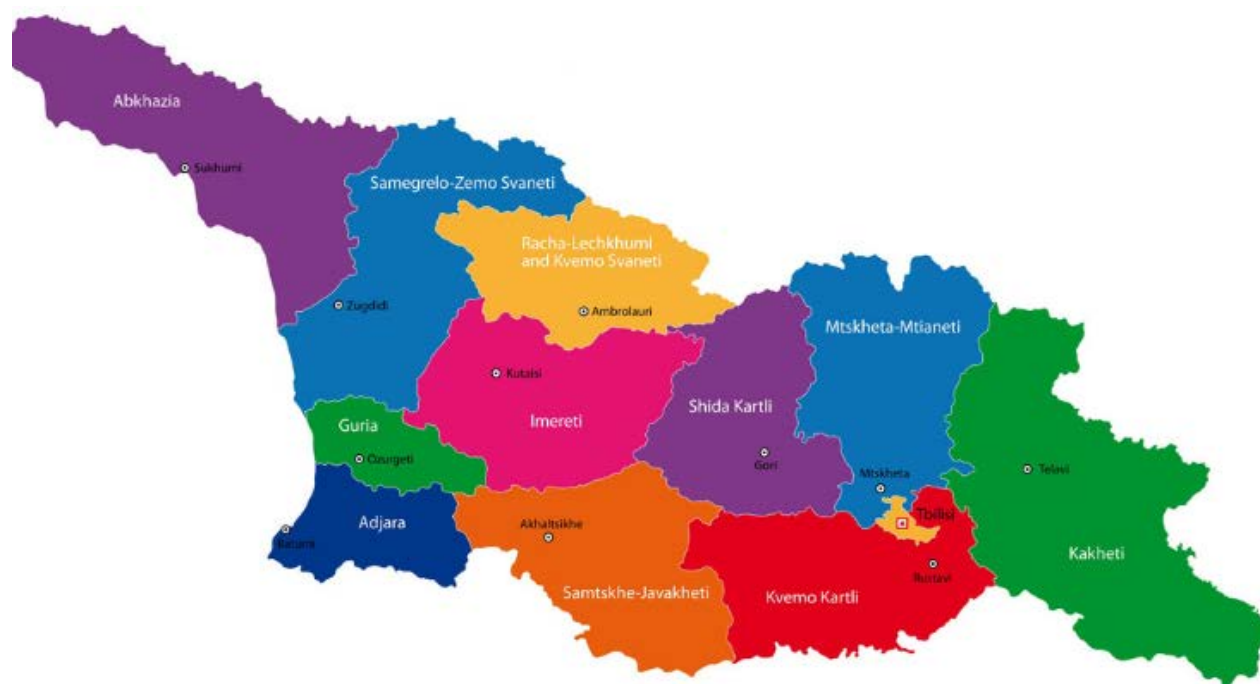 Abkhazia
Sukhumi
Samegrelo-Zemo Svaneti
Racha-Lechkhumi
and Kvemo Svaneti
Zugdidi
Ambrolauri
Mtskheta-Mtianeti
Kutaisi
Shida Kartli
Guria
Imereti
Ozurgeti
Gori
Telavi
Mtskheta
Adjara
Akhaltsikhe
Tbilisi
Batumi
Kakheti
Rustavi
Samtskhe-Javakheti
Kvemo Kartli